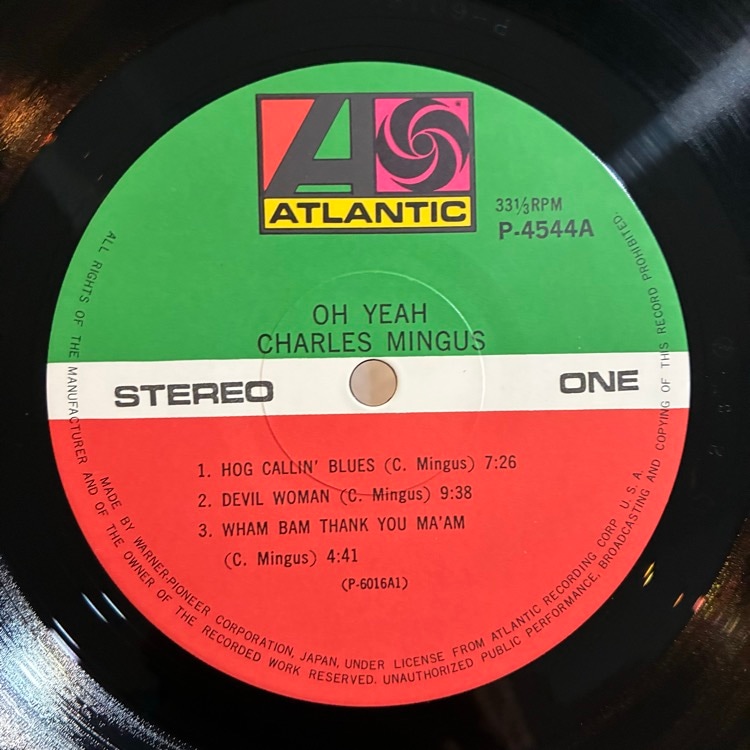 ATLANTIC
33⅓RPM
P-4544A
OH YEAH
CHARLES MINGUS
STEREO
ONE
1. HOG CALLIN' BLUES (C. Mingus) 7:26
2. DEVIL WOMAN (C. Mingus) 9:38
3. WHAM BAM THANK YOU MA'AM
(C. Mingus) 4:41
(P-6016A1)
MADE BY WARNER-PIONEER CORPORATION, JAPAN, UNDER LICENSE FROM ATLANTIC RECORDING CORP. U.S.A.
ALL RIGHTS OF THE MANUFACTURER AND OF THE OWNER OF THE RECORDED WORK RESERVED. UNAUTHORIZED PUBLIC PERFORMANCE, BROADCASTING AND COPYING OF THIS RECORD PROHIBITED.